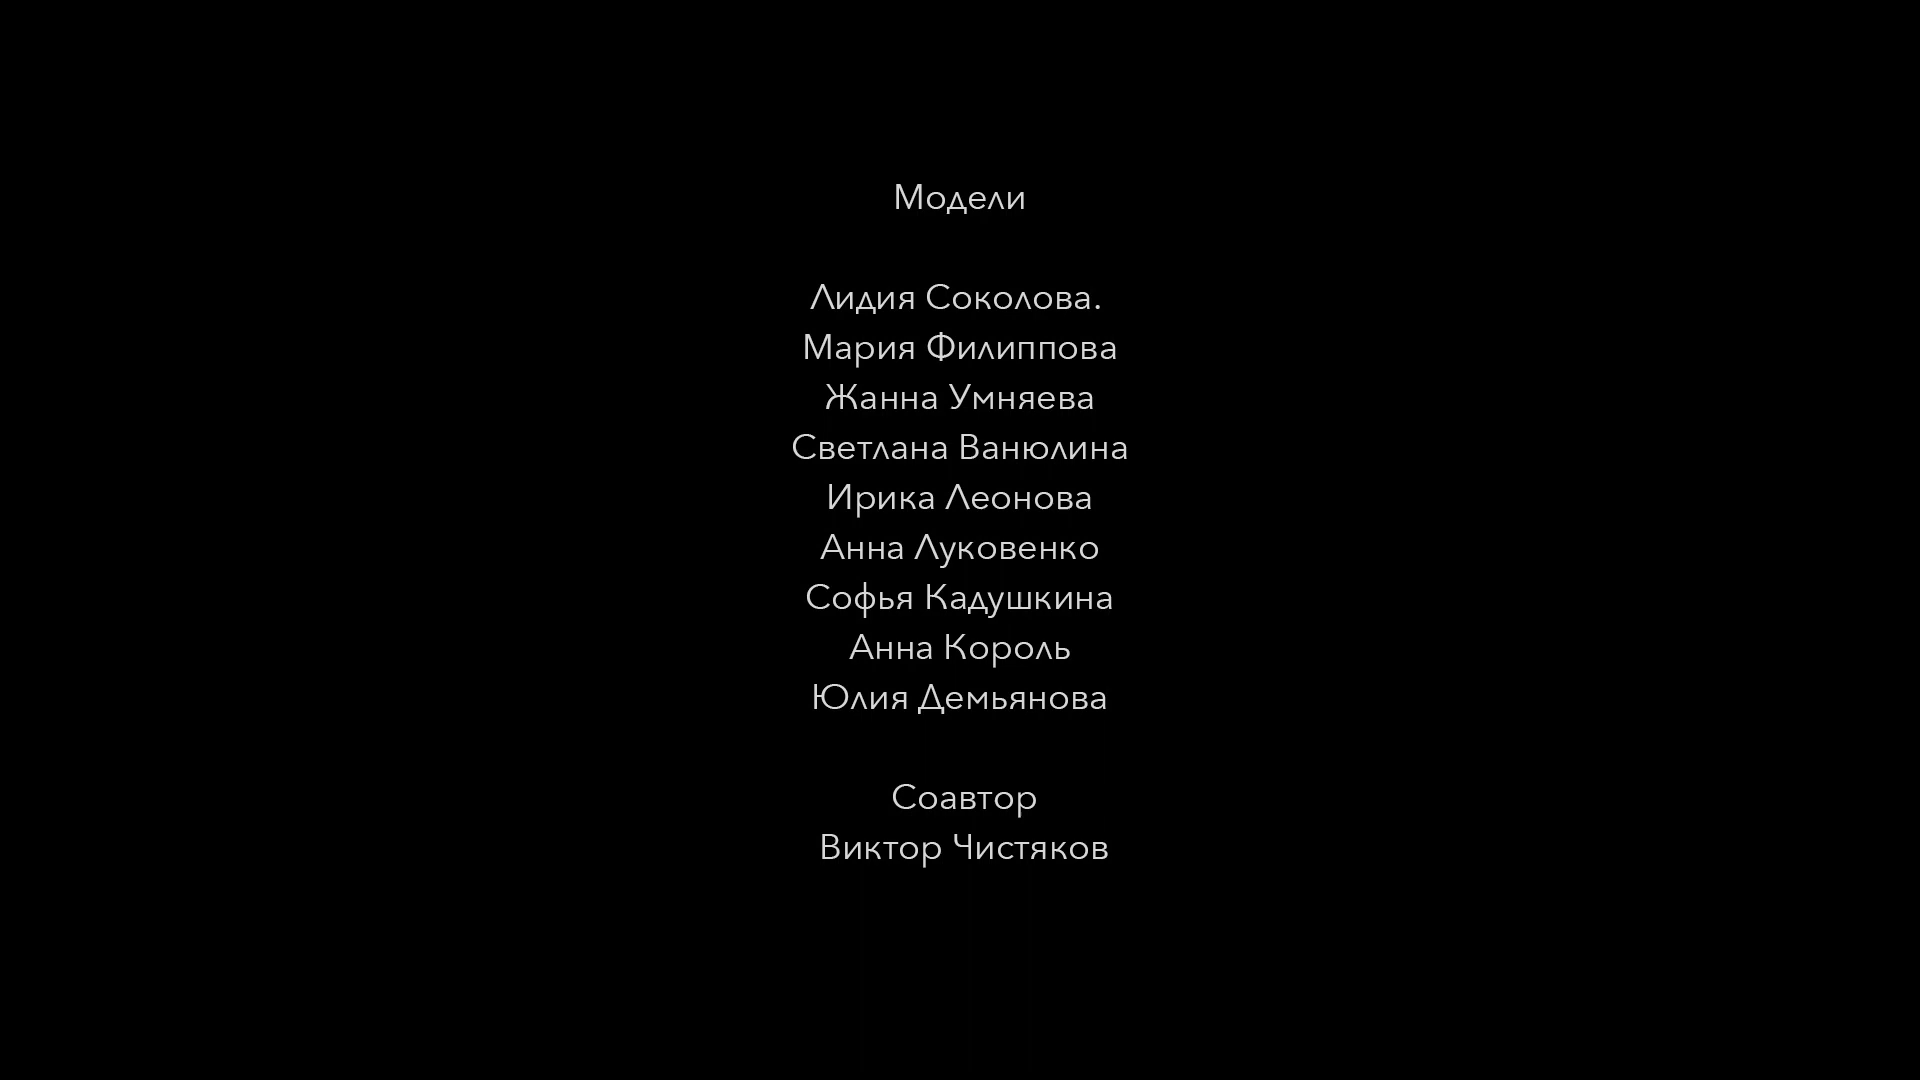 Модели
Лидия Соколова.
Мария Филиппова
Жанна Умняева
Светлана Ванюлина
Ирика Леонова
Анна Луковенко
Софья Кадушкина
Анна Король
Юлия Демьянова
Соавтор
Виктор Чистяков